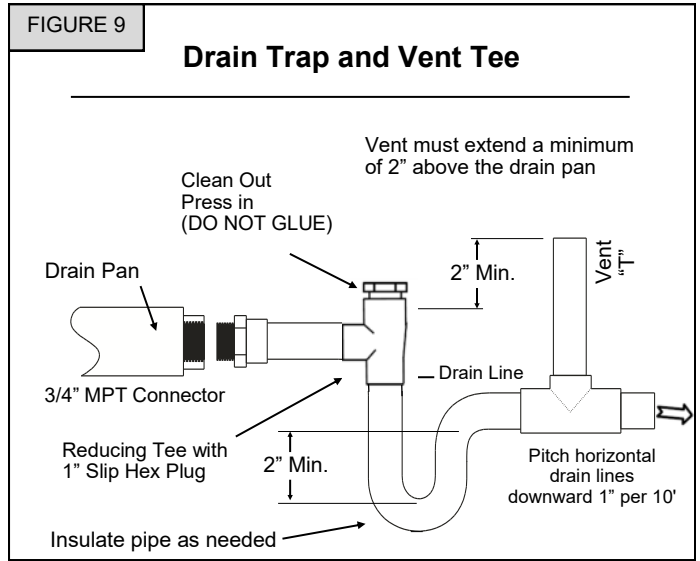 FIGURE 9
Drain Trap and Vent Tee
Vent must extend a minimum
of 2” above the drain pan
Clean Out
Press in
(DO NOT GLUE)
2” Min.
Vent
“T”
Drain Pan
3/4” MPT Connector
Drain Line
Reducing Tee with
1” Slip Hex Plug
2” Min.
Pitch horizontal
drain lines
downward 1” per 10'
Insulate pipe as needed